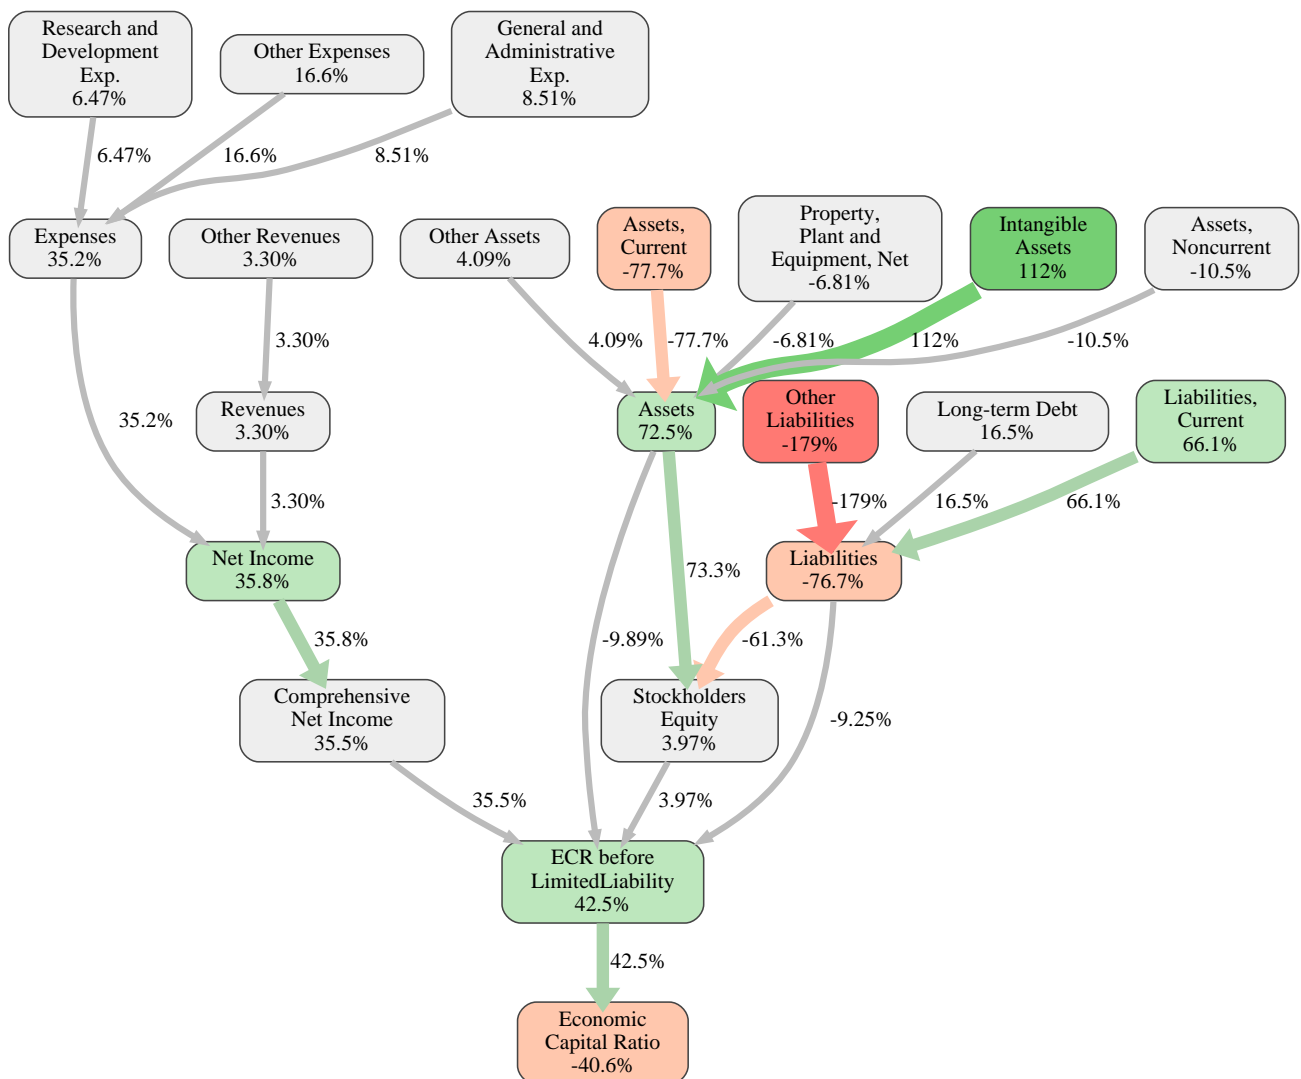 Research and
Development
Exp.
6.47%
Other Expenses
16.6%
General and
Administrative
Exp.
8.51%
6.47%
16.6%
8.51%
Expenses
35.2%
Other Revenues
3.30%
Other Assets
4.09%
Assets,
Current
-77.7%
Property,
Plant and
Equipment, Net
-6.81%
Intangible
Assets
112%
Assets,
Noncurrent
-10.5%
3.30%
4.09%
-77.7%
-6.81%
112%
-10.5%
35.2%
Revenues
3.30%
Assets
72.5%
Other
Liabilities
-179%
Long-term Debt
16.5%
Liabilities,
Current
66.1%
3.30%
-179%
16.5%
66.1%
Net Income
35.8%
73.3%
Liabilities
-76.7%
35.8%
-9.89%
-61.3%
Comprehensive
Net Income
35.5%
Stockholders
Equity
3.97%
-9.25%
35.5%
3.97%
ECR before
LimitedLiability
42.5%
42.5%
Economic
Capital Ratio
-40.6%